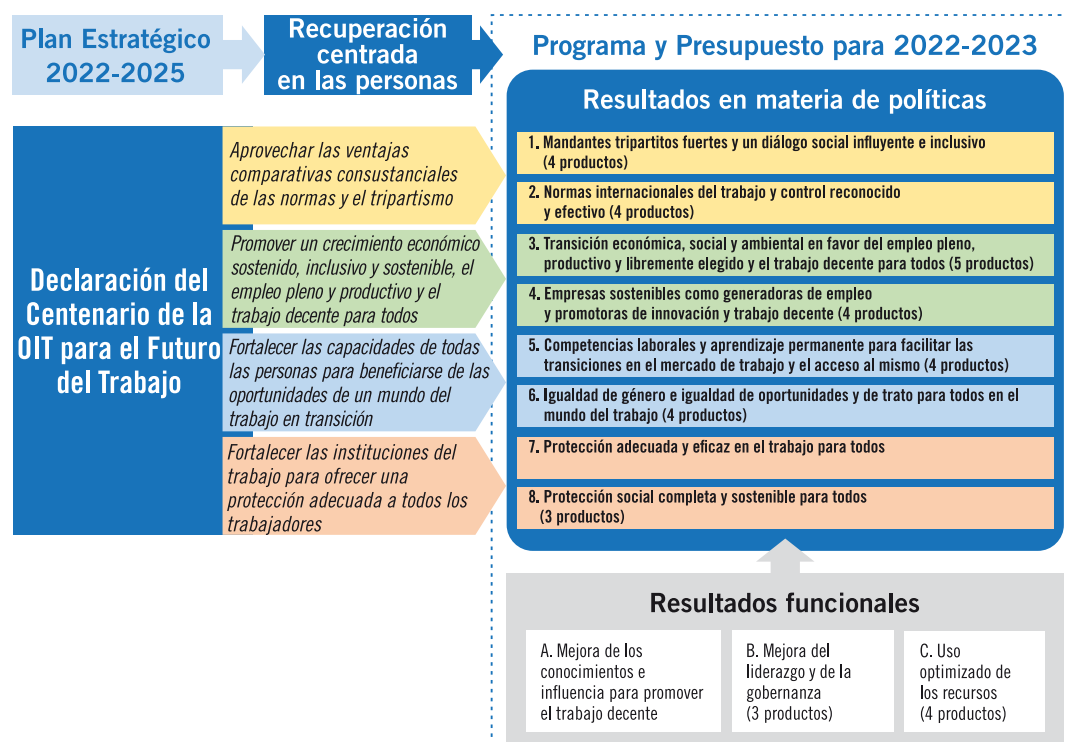 Plan Estratégico
2022-2025
Recuperación
centrada
en las personas
Programa y Presupuesto para 2022-2023
Resultados en materia de políticas
Declaración del
Centenario de la
OIT para el Futuro
del Trabajo
Aprovechar las ventajas
comparativas consustanciales
de las normas y el tripartismo
Promover un crecimiento económico
sostenido, inclusivo y sostenible, el
empleo pleno y productivo y el
trabajo decente para todos
Fortalecer las capacidades de todas
las personas para beneficiarse de las
oportunidades de un mundo del
trabajo en transición
Fortalecer las instituciones del
trabajo para ofrecer una
protección adecuada a todos los
trabajadores
1. Mandantes tripartitos fuertes y un diálogo social influyente e inclusivo
(4 productos)
2. Normas internacionales del trabajo y control reconocido
y efectivo (4 productos)
3. Transición económica, social y ambiental en favor del empleo pleno,
productivo y libremente elegido y el trabajo decente para todos (5 productos)
4. Empresas sostenibles como generadoras de empleo
y promotoras de innovación y trabajo decente (4 productos)
5. Competencias laborales y aprendizaje permanente para facilitar las
transiciones en el mercado de trabajo y el acceso al mismo (4 productos)
6. Igualdad de género e igualdad de oportunidades y de trato para todos en el
mundo del trabajo (4 productos)
7. Protección adecuada y eficaz en el trabajo para todos
8. Protección social completa y sostenible para todos
(3 productos)
Resultados funcionales
A. Mejora de los
conocimientos e
influencia para promover
el trabajo decente
B. Mejora del
liderazgo y de la
gobernanza
(3 productos)
C. Uso
optimizado de
los recursos
(4 productos)